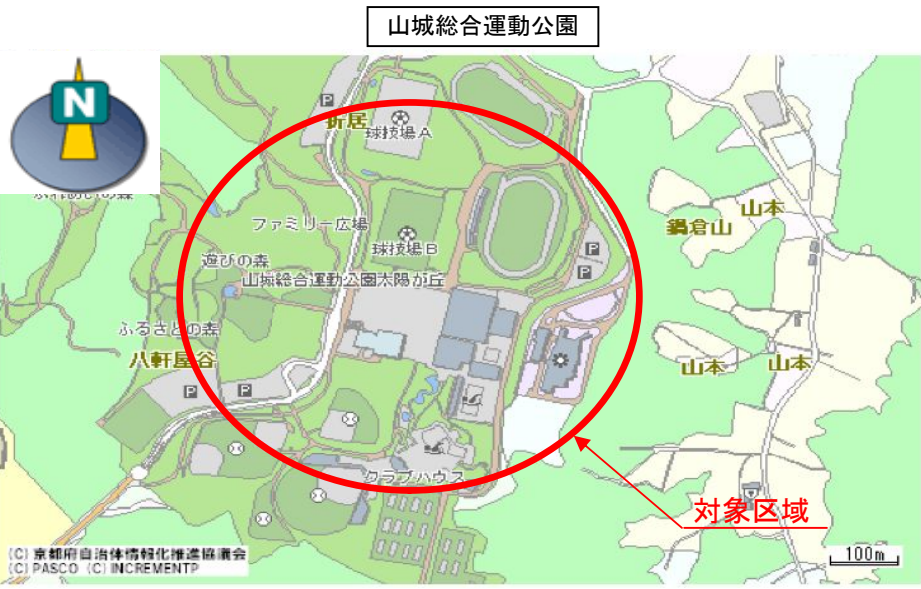 山城総合運動公園
N
P
折居
球技場A
山本
鍋倉山
ファミリー広場
球技場B
P
遊びの森
P
山城総合運動公園太陽が丘
ふるさとの森
八軒屋谷
山本
山本
P
P
クラブハウス
対象区域
(C) 京都府自治体情報化推進協議会
(C) PASCO (C) INCREMENTP
100m